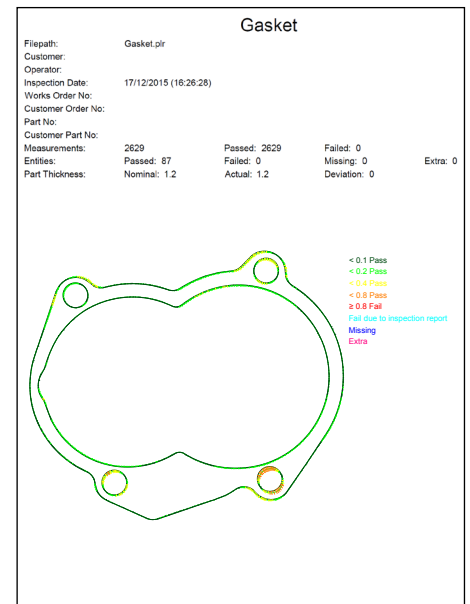 Gasket
Filepath: Gasket.plr
Customer:
Operator:
Inspection Date: 17/12/2015 (16:26:28)
Works Order No:
Customer Order No:
Part No:
Customer Part No:
Measurements: 2629 Passed: 2629 Failed: 0
Entities: Passed: 87 Failed: 0 Missing: 0 Extra: 0
Part Thickness: Nominal: 1.2 Actual: 1.2 Deviation: 0
< 0.1 Pass
< 0.2 Pass
< 0.4 Pass
< 0.8 Pass
≥ 0.8 Fail
Fail due to inspection report
Missing
Extra